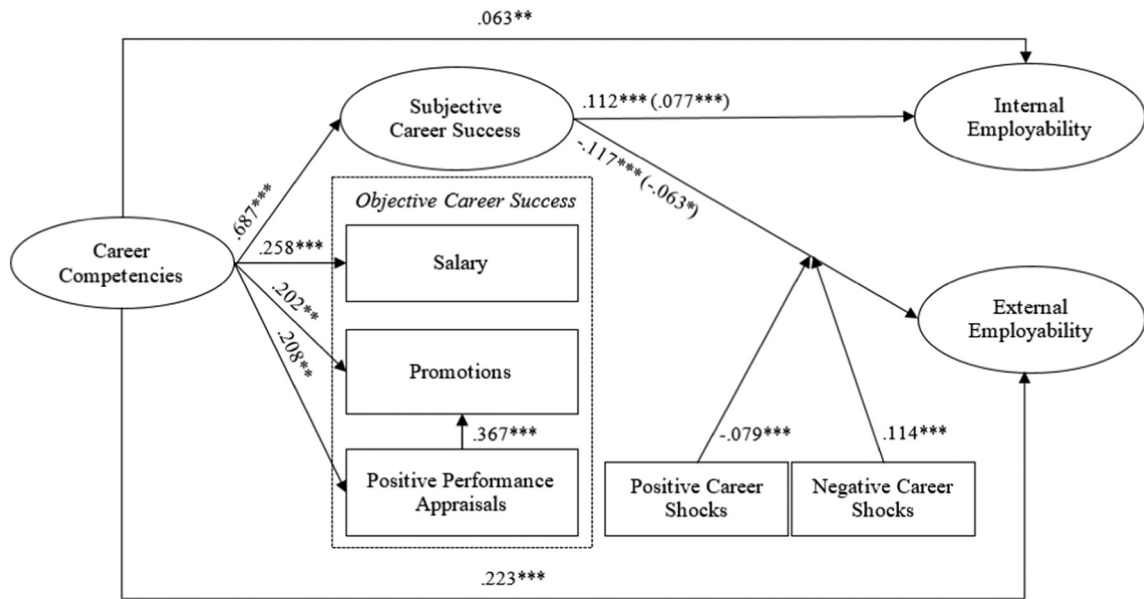 .063**
Subjective
Career Success
.112*** (.077***)
Internal
Employability
-.117*** (-.063*)
.687***
Objective Career Success
Career
Competencies
.258***
Salary
.202**
.208**
External
Employability
Promotions
.367***
-.079***
.114***
Positive Performance
Appraisals
Positive Career
Shocks
Negative Career
Shocks
.223***